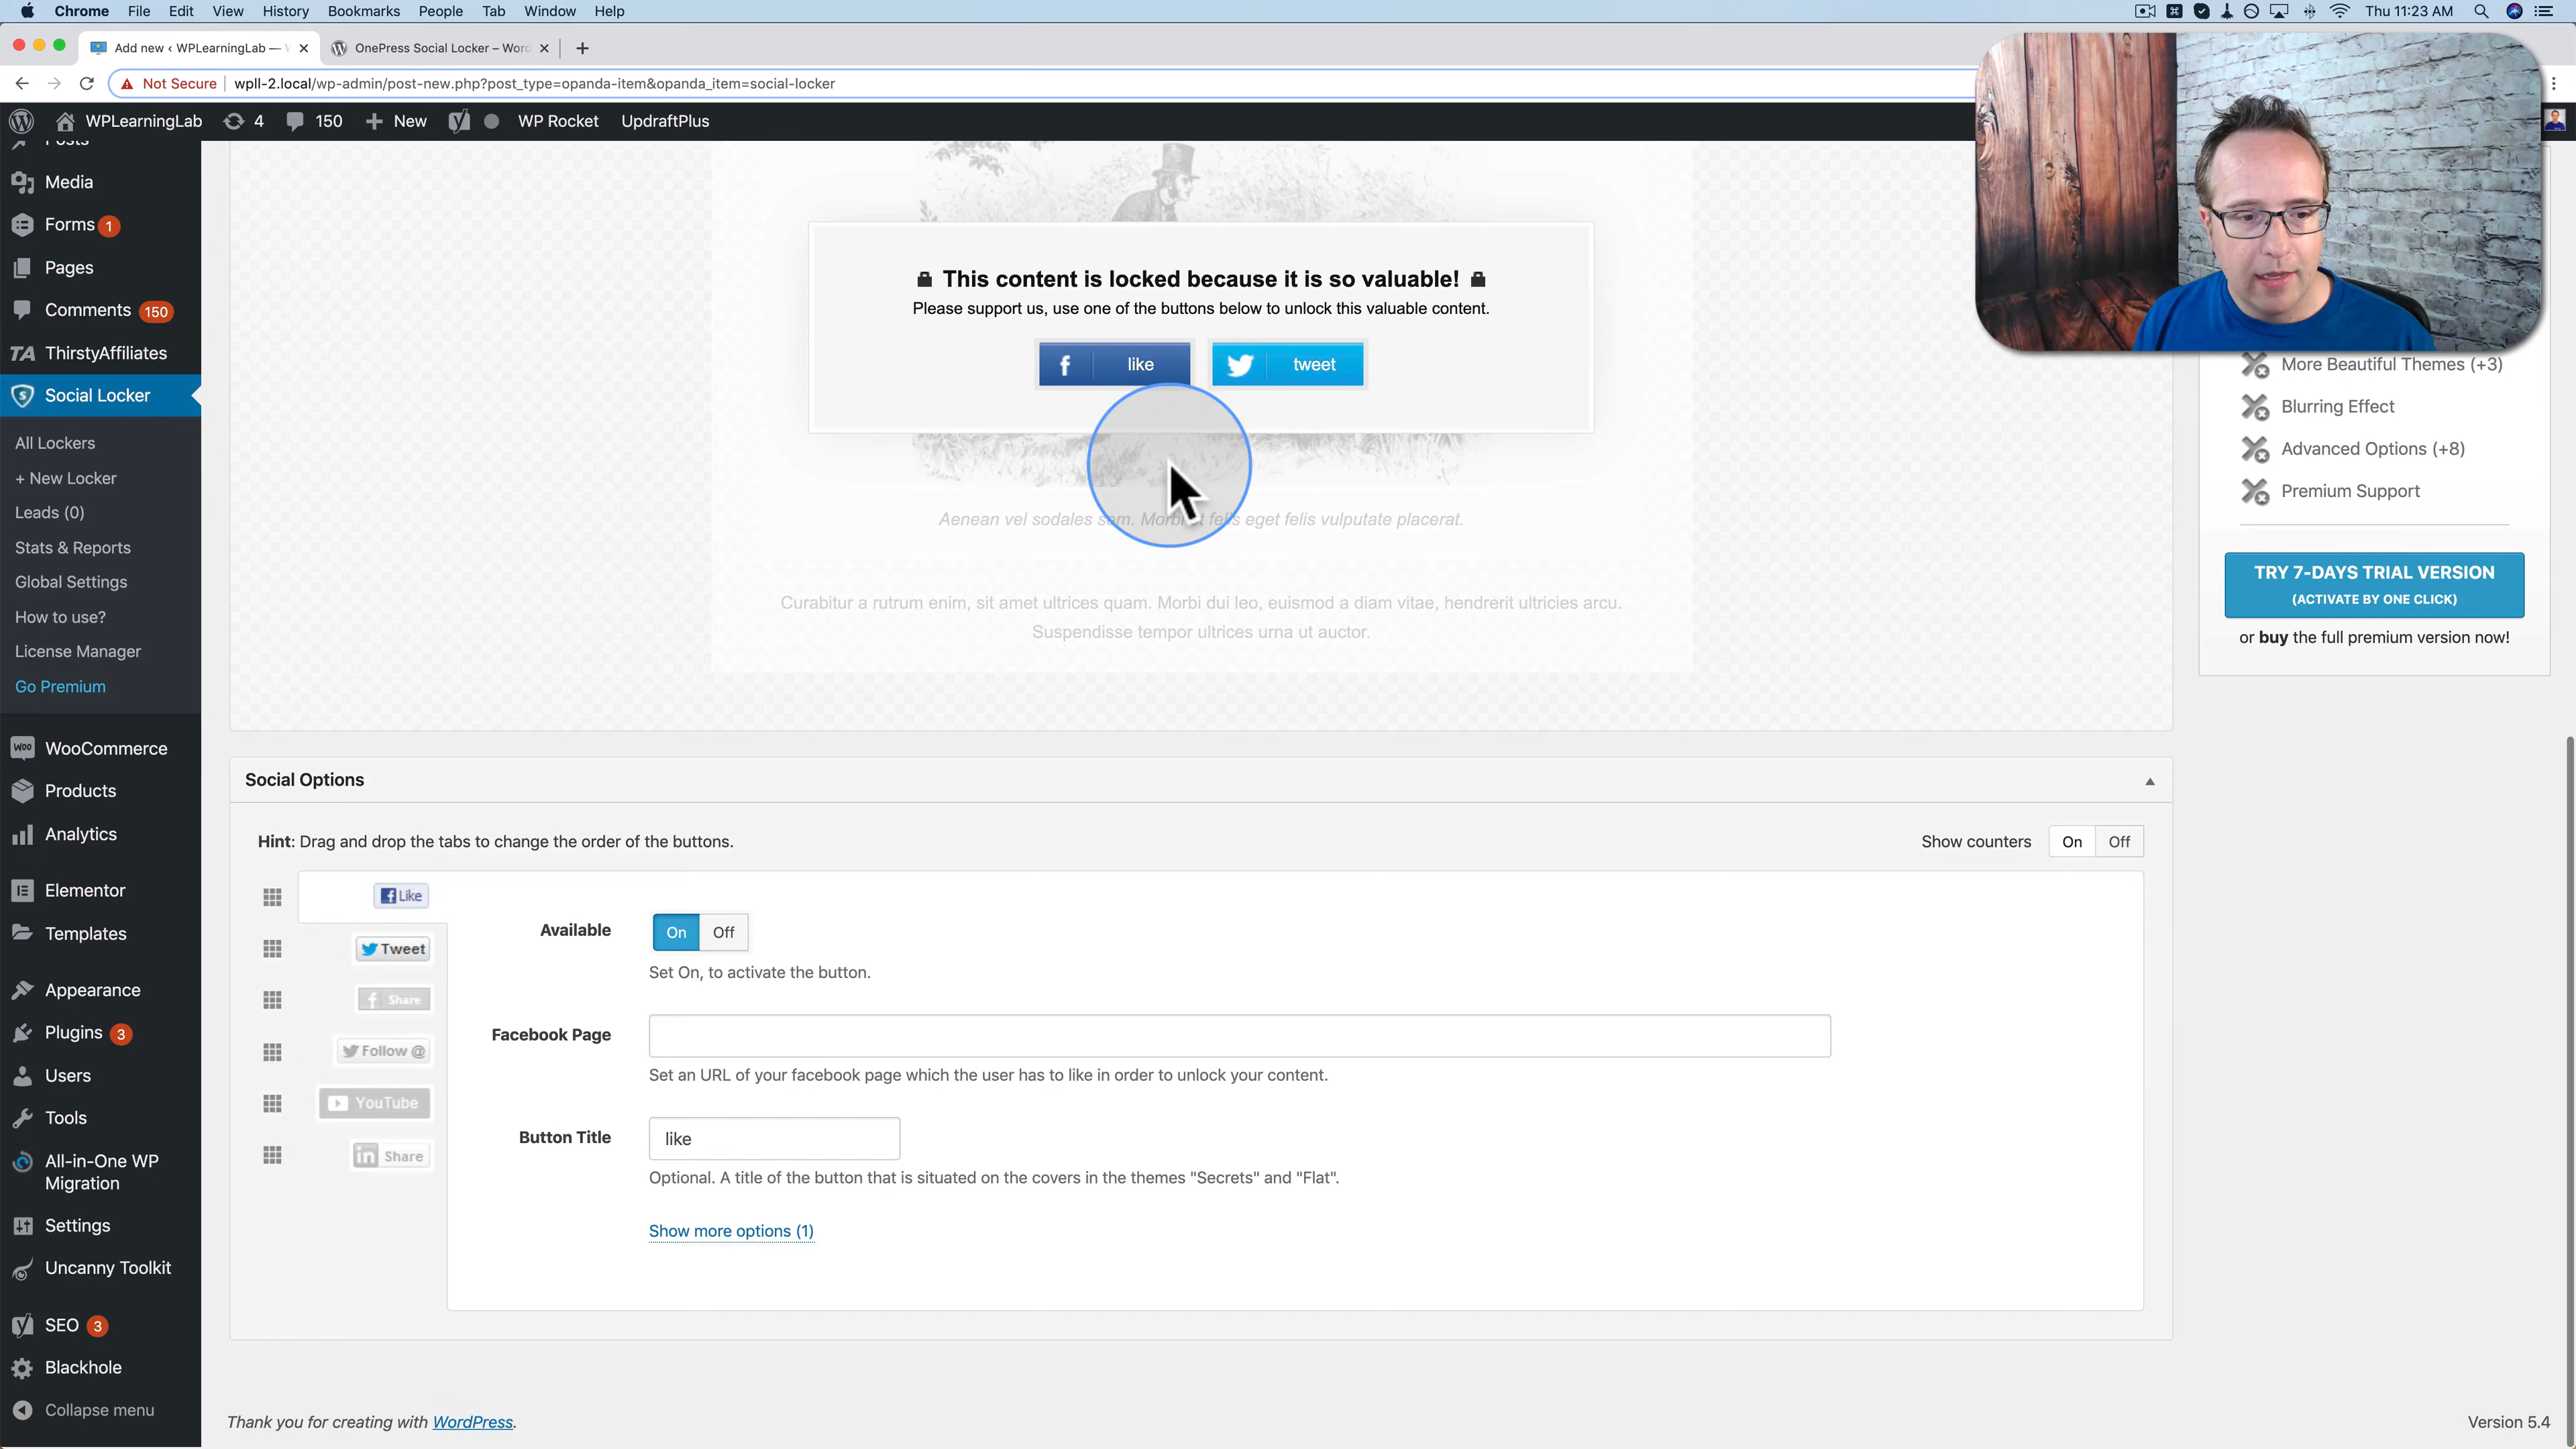 Chrome File Edit View History Bookmarks People Tab Window Help
Thu 11:23 AM
Add new ‹ WPLearningLab —
OnePress Social Locker – Word
Not Secure wpll-2.local/wp-admin/post-new.php?post_type=opanda-item&opanda_item=social-locker
WPLearningLab 4 150 New WP Rocket UpdraftPlus
Posts
Media
Forms 1
Pages
Comments 150
ThirstyAffiliates
Social Locker
All Lockers
+ New Locker
Leads (0)
Stats & Reports
Global Settings
How to use?
License Manager
Go Premium
WooCommerce
Products
Analytics
Elementor
Templates
Appearance
Plugins 3
Users
Tools
All-in-One WP
Migration
Settings
Uncanny Toolkit
SEO 3
Blackhole
Collapse menu
This content is locked because it is so valuable!
Please support us, use one of the buttons below to unlock this valuable content.
like
tweet
Aenean vel sodales sem. Morbi felis eget felis vulputate placerat.
Curabitur a rutrum enim, sit amet ultrices quam. Morbi dui leo, euismod a diam vitae, hendrerit ultricies arcu.
Suspendisse tempor ultrices urna ut auctor.
More Beautiful Themes (+3)
Blurring Effect
Advanced Options (+8)
Premium Support
TRY 7-DAYS TRIAL VERSION
(ACTIVATE BY ONE CLICK)
or buy the full premium version now!
Social Options
Hint: Drag and drop the tabs to change the order of the buttons.
Show counters On Off
Like
Tweet
Share
Follow @
YouTube
in Share
Available On Off
Set On, to activate the button.
Facebook Page
Set an URL of your facebook page which the user has to like in order to unlock your content.
Button Title like
Optional. A title of the button that is situated on the covers in the themes "Secrets" and "Flat".
Show more options (1)
Thank you for creating with WordPress.
Version 5.4